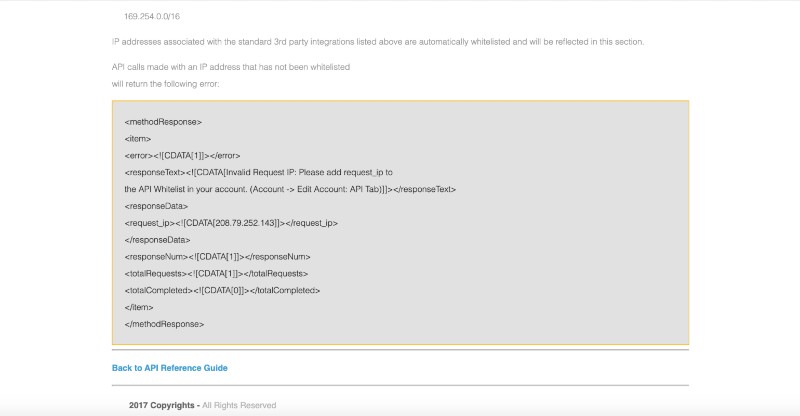 169.254.0.0/16
IP addresses associated with the standard 3rd party integrations listed above are automatically whitelisted and will be reflected in this section.
API calls made with an IP address that has not been whitelisted
will return the following error:
<methodResponse>
<item>
<error><![CDATA[1]]></error>
<responseText><![CDATA[Invalid Request IP: Please add request_ip to
the API Whitelist in your account. (Account -> Edit Account: API Tab)]]></responseText>
<responseData>
<request_ip><![CDATA[208.79.252.143]]></request_ip>
</responseData>
<responseNum><![CDATA[1]]></responseNum>
<totalRequests><![CDATA[1]]></totalRequests>
<totalCompleted><![CDATA[0]]></totalCompleted>
</item>
</methodResponse>
Back to API Reference Guide
2017 Copyrights - All Rights Reserved